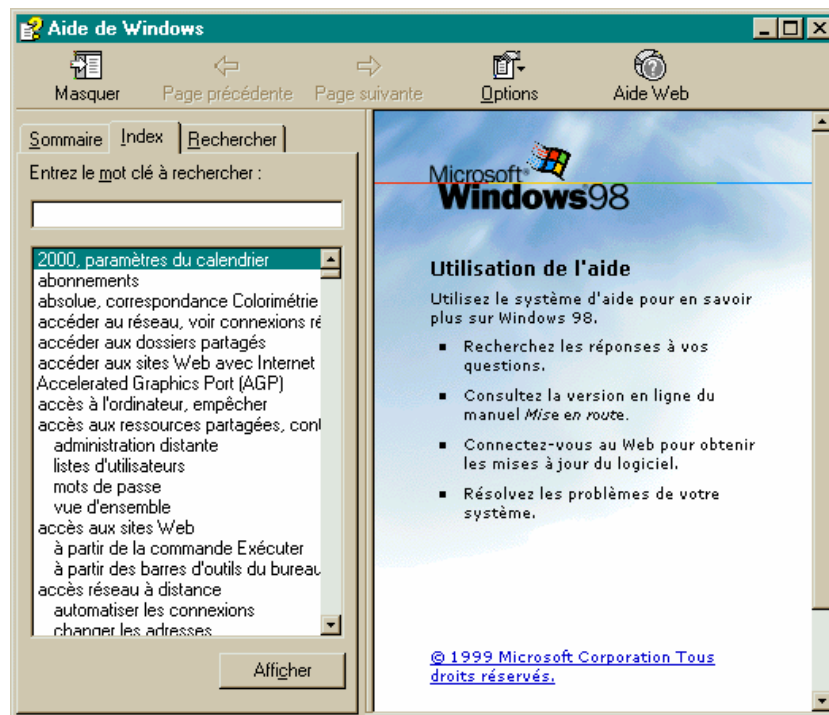 Aide de Windows
Masquer
Page précédente
Page suivante
Options
Aide Web
Sommaire
Index
Rechercher
Entrez le mot clé à rechercher :
2000, paramètres du calendrier
abonnements
absolue, correspondance Colorimétrie
accéder au réseau, voir connexions ré
accéder aux dossiers partagés
accéder aux sites Web avec Internet
Accelerated Graphics Port (AGP)
accès à l'ordinateur, empêcher
accès aux ressources partagées, cont
administration distante
listes d'utilisateurs
mots de passe
vue d'ensemble
accès aux sites Web
à partir de la commande Exécuter
à partir des barres d'outils du bureau
accès réseau à distance
automatiser les connexions
changer les adresses
Afficher
Microsoft
Windows 98
Utilisation de l'aide
Utilisez le système d'aide pour en savoir
plus sur Windows 98.
Recherchez les réponses à vos
questions.
Consultez la version en ligne du
manuel Mise en route.
Connectez-vous au Web pour obtenir
les mises à jour du logiciel.
Résolvez les problèmes de votre
système.
© 1999 Microsoft Corporation Tous
droits réservés.